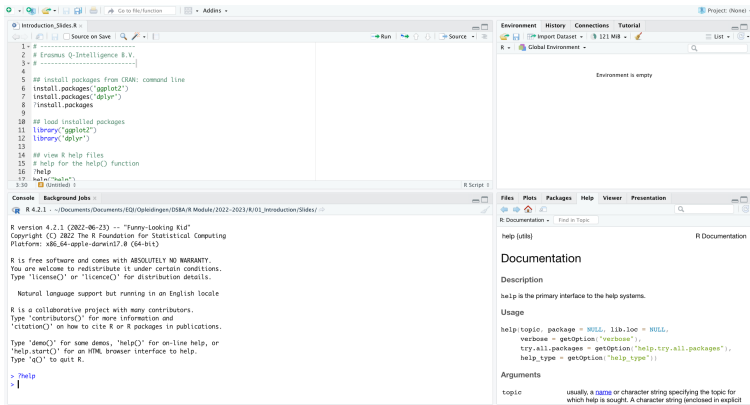 Go to file/function
Addins
Project: (None)
Introduction_Slides.R
Source on Save
Run
Source
1 # ---------------------------
2 # Erasmus Q-Intelligence B.V.
3 # ---------------------------
4
5 ## install packages from CRAN: command line
6 install.packages("ggplot2")
7 install.packages("dplyr")
8 ?install.packages
9
10 ## load installed packages
11 library("ggplot2")
12 library("dplyr")
13
14 ## view R help files
15 # help for the help() function
16 ?help
17 help("help")
3:30
(Untitled)
R Script
Console Background Jobs
R 4.2.1 · ~/Documents/Documents/EQI/Opleidingen/DSBA/R Module/2022-2023/R/01_Introduction/Slides/
R version 4.2.1 (2022-06-23) -- "Funny-Looking Kid"
Copyright (C) 2022 The R Foundation for Statistical Computing
Platform: x86_64-apple-darwin17.0 (64-bit)
R is free software and comes with ABSOLUTELY NO WARRANTY.
You are welcome to redistribute it under certain conditions.
Type 'license()' or 'licence()' for distribution details.
Natural language support but running in an English locale
R is a collaborative project with many contributors.
Type 'contributors()' for more information and
'citation()' on how to cite R or R packages in publications.
Type 'demo()' for some demos, 'help()' for on-line help, or
'help.start()' for an HTML browser interface to help.
Type 'q()' to quit R.
> ?help
>
Environment History Connections Tutorial
Import Dataset
121 MiB
List
R
Global Environment
Environment is empty
Files Plots Packages Help Viewer Presentation
R: Documentation
Find in Topic
help {utils}
R Documentation
Documentation
Description
help is the primary interface to the help systems.
Usage
help(topic, package = NULL, lib.loc = NULL,
verbose = getOption("verbose"),
try.all.packages = getOption("help.try.all.packages"),
help_type = getOption("help_type"))
Arguments
topic
usually, a name or character string specifying the topic for
which help is sought. A character string (enclosed in explicit